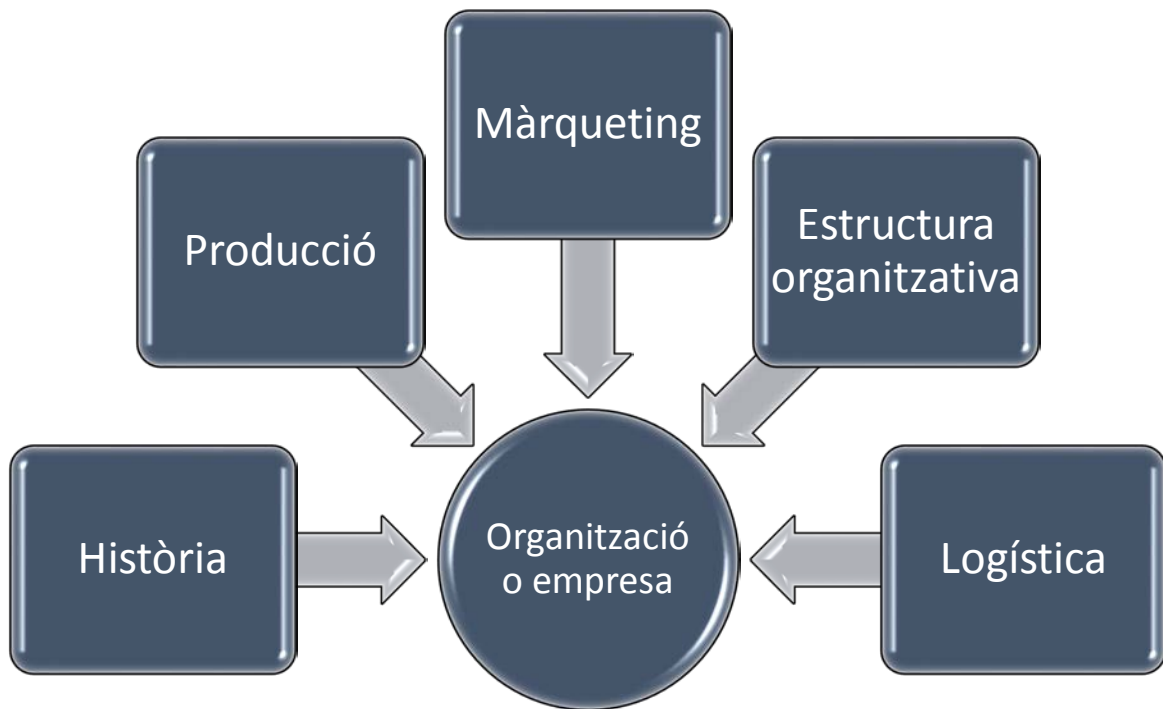 Màrqueting
Producció
Estructura
organitzativa
Història
Organització
o empresa
Logística